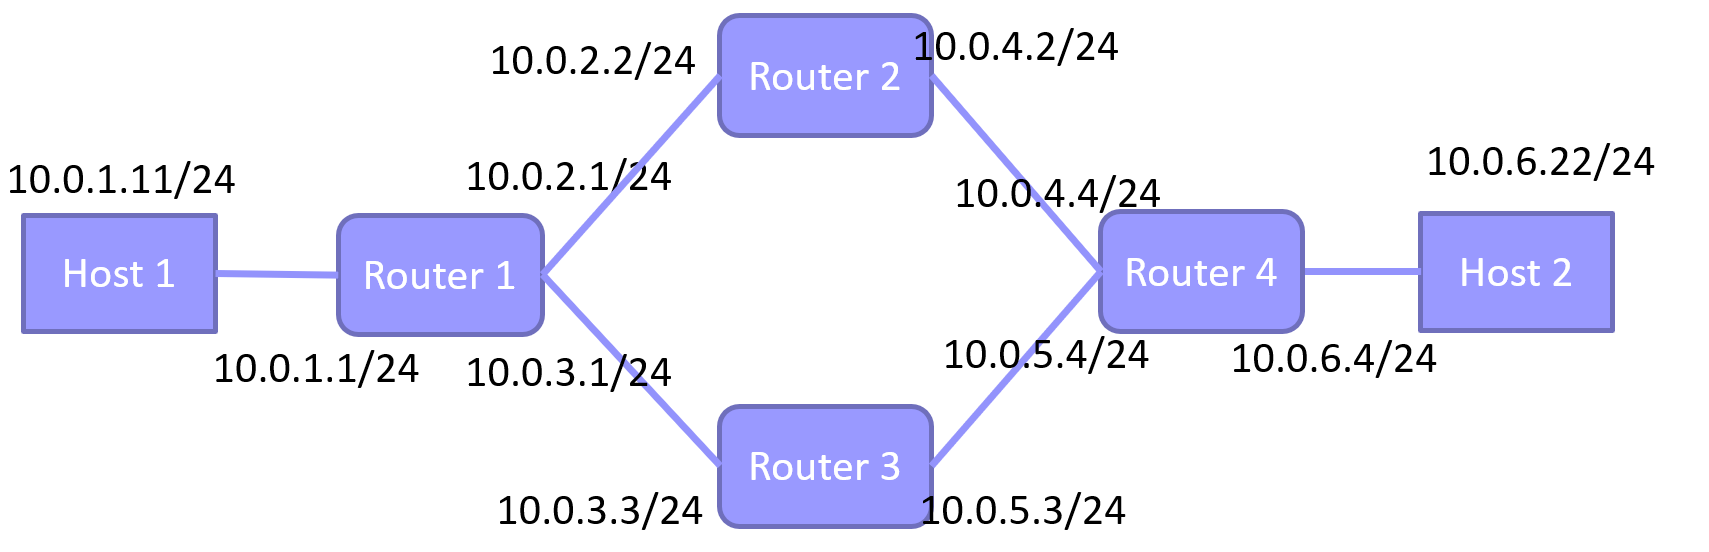 10.0.2.2/24
Router 2
10.0.4.2/24
10.0.1.11/24
10.0.2.1/24
10.0.4.4/24
10.0.6.22/24
Host 1
Router 1
Router 4
Host 2
10.0.1.1/24
10.0.3.1/24
10.0.5.4/24
10.0.6.4/24
Router 3
10.0.3.3/24
10.0.5.3/24